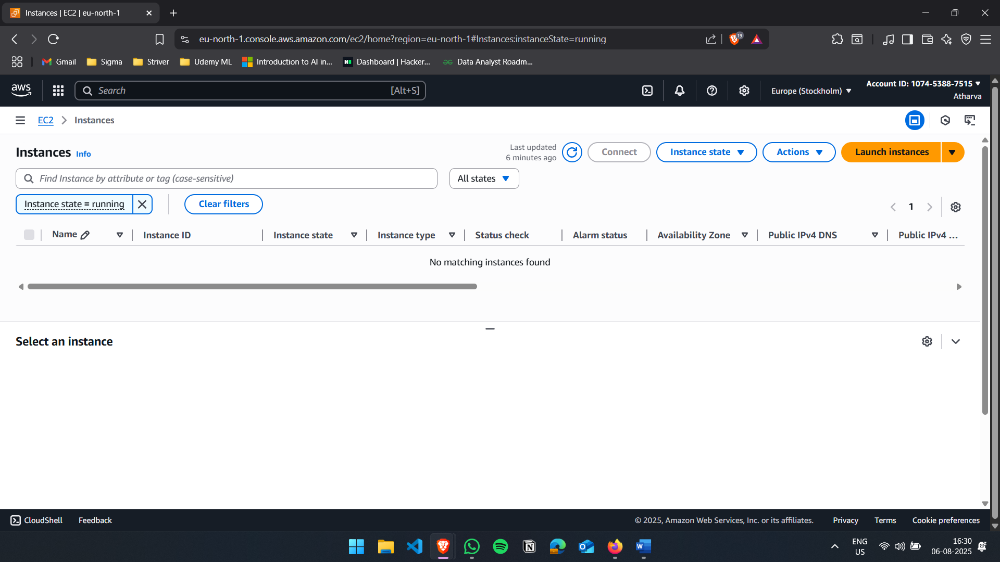 Instances | EC2 | eu-north-1
eu-north-1.console.aws.amazon.com/ec2/home?region=eu-north-1#Instances:instanceState=running
19
Gmail
Sigma
Striver
Udemy ML
Introduction to AI in...
Dashboard | Hacker...
Data Analyst Roadm...
aws
Search
[Alt+S]
Europe (Stockholm)
Account ID: 1074-5388-7515
Atharva
EC2
Instances
Instances Info
Last updated
6 minutes ago
Connect
Instance state
Actions
Launch instances
Find Instance by attribute or tag (case-sensitive)
All states
Instance state = running
Clear filters
1
Name
Instance ID
Instance state
Instance type
Status check
Alarm status
Availability Zone
Public IPv4 DNS
Public IPv4 ...
No matching instances found
Select an instance
CloudShell
Feedback
© 2025, Amazon Web Services, Inc. or its affiliates.
Privacy
Terms
Cookie preferences
ENG
US
16:30
06-08-2025